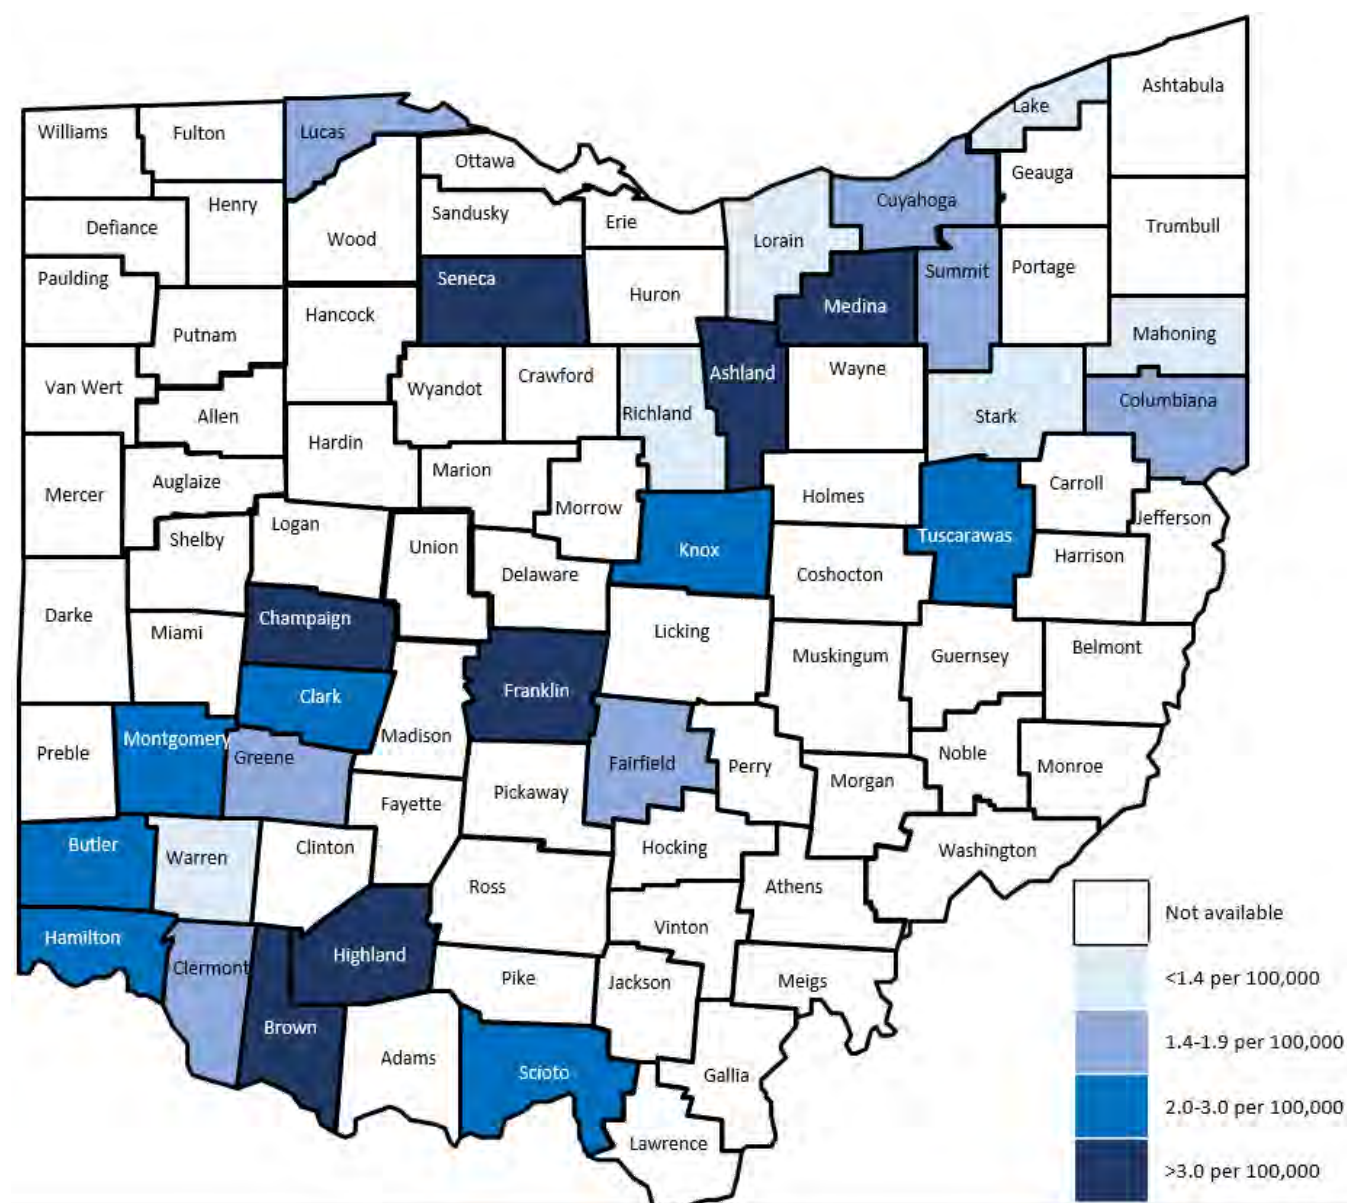 Ashtabula
Lake
Williams
Fulton
Lucas
Ottawa
Geauga
Henry
Sandusky
Erie
Cuyahoga
Defiance
Wood
Lorain
Trumbull
Paulding
Seneca
Huron
Medina
Summit
Portage
Putnam
Hancock
Mahoning
Van Wert
Allen
Wyandot
Crawford
Richland
Ashland
Wayne
Stark
Columbiana
Hardin
Mercer
Auglaize
Marion
Morrow
Holmes
Carroll
Jefferson
Shelby
Logan
Union
Delaware
Knox
Coshocton
Tuscarawas
Harrison
Darke
Miami
Champaign
Licking
Muskingum
Guernsey
Belmont
Clark
Franklin
Preble
Montgomery
Greene
Madison
Fairfield
Perry
Morgan
Noble
Monroe
Fayette
Pickaway
Butler
Warren
Clinton
Hocking
Washington
Ross
Athens
Hamilton
Clermont
Highland
Vinton
Pike
Jackson
Meigs
Brown
Adams
Scioto
Gallia
Lawrence
Not available
<1.4 per 100,000
1.4-1.9 per 100,000
2.0-3.0 per 100,000
>3.0 per 100,000